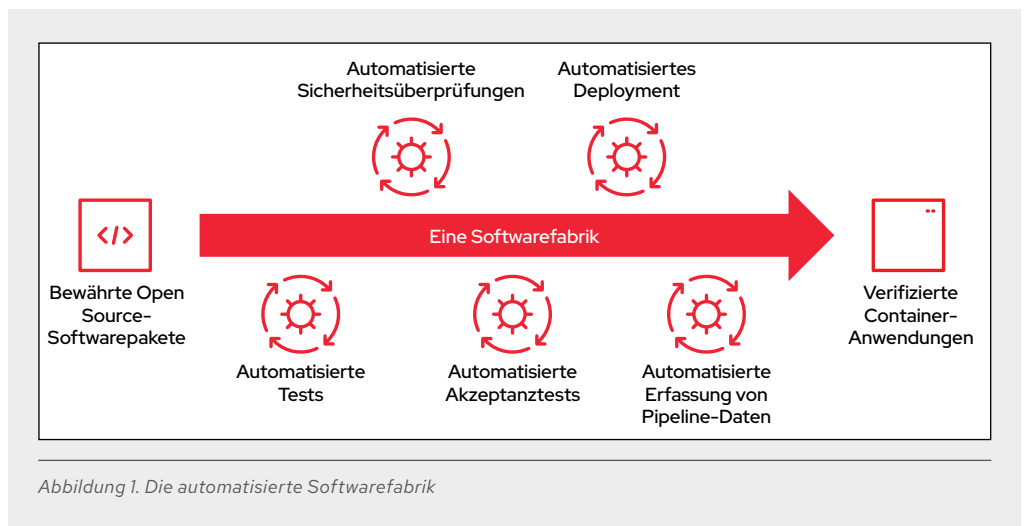 Automatisierte
Sicherheitsüberprüfungen
Automatisiertes
Deployment
</>
Eine Softwarefabrik
Bewährte Open
Source-
Softwarepakete
Verifizierte
Container-
Anwendungen
Automatisierte
Tests
Automatisierte
Akzeptanztests
Automatisierte
Erfassung von
Pipeline-Daten
Abbildung 1. Die automatisierte Softwarefabrik